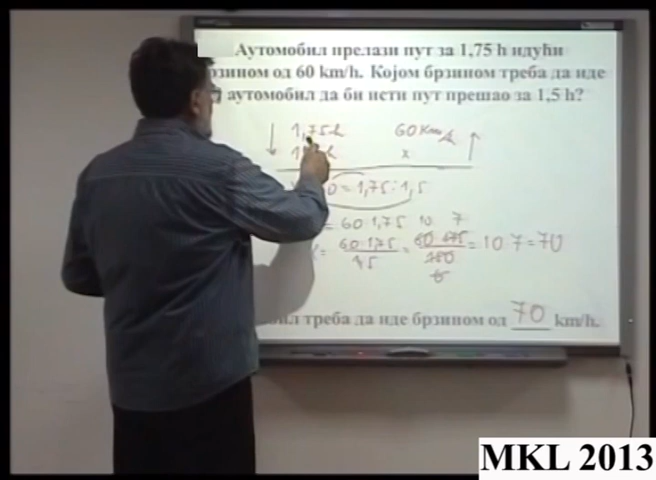 Аутомобил прелази пут за 1,75 h идући
брзином од 60 km/h. Којом брзином треба да иде
аутомобил да би исти пут прешао за 1,5 h?
1,75 h 60 km/h
x
= 1,75 : 1,5
= 60 · 1,75 10 7
= 60 · 1,75 / 1,5 = = 10 · 7 = 70
треба да иде брзином од 70 km/h.
MKL 2013